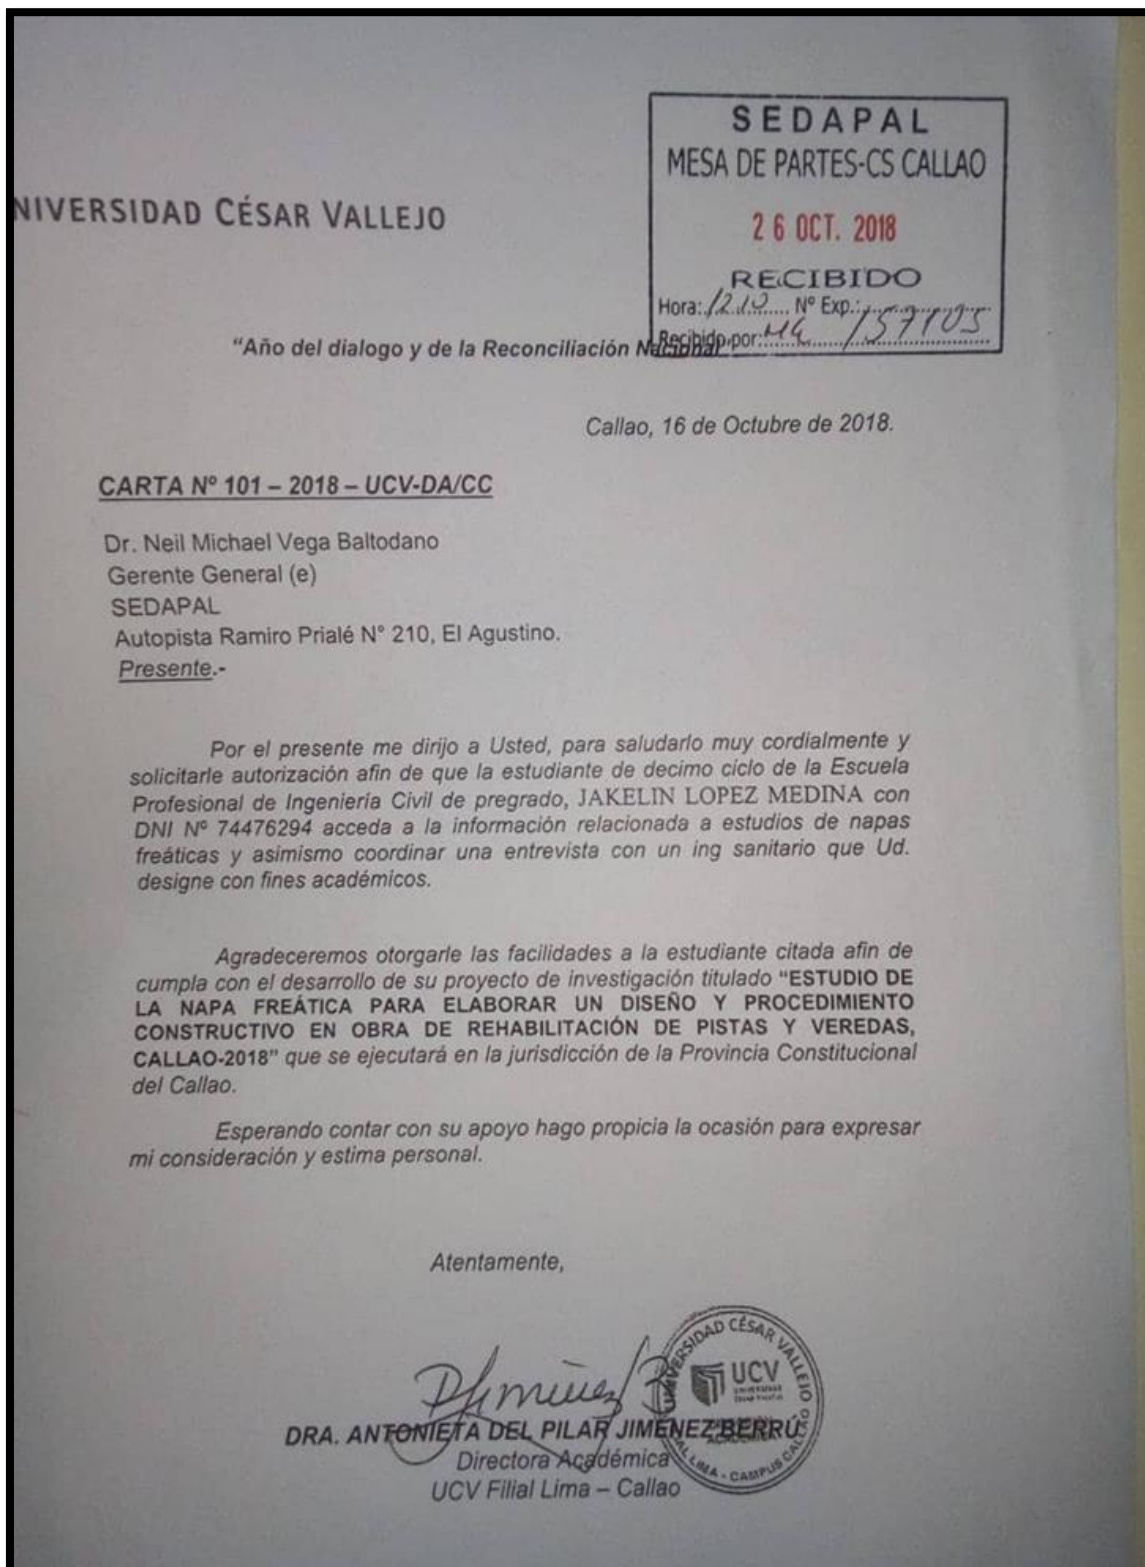 SEDAPAL
MESA DE PARTES-CS CALLAO
26 OCT. 2018
RECIBIDO
Hora: 12.10 Nº Exp.:
Recibido por: 157105
NIVERSIDAD CÉSAR VALLEJO
"Año del dialogo y de la Reconciliación Nacional
Callao, 16 de Octubre de 2018.
CARTA Nº 101 – 2018 – UCV-DA/CC
Dr. Neil Michael Vega Baltodano
Gerente General (e)
SEDAPAL
Autopista Ramiro Prialé N° 210, El Agustino.
Presente.-
Por el presente me dirijo a Usted, para saludarlo muy cordialmente y
solicitarle autorización afin de que la estudiante de decimo ciclo de la Escuela
Profesional de Ingeniería Civil de pregrado, JAKELIN LOPEZ MEDINA con
DNI Nº 74476294 acceda a la información relacionada a estudios de napas
freáticas y asimismo coordinar una entrevista con un ing sanitario que Ud.
designe con fines académicos.
Agradeceremos otorgarle las facilidades a la estudiante citada afin de
cumpla con el desarrollo de su proyecto de investigación titulado "ESTUDIO DE
LA NAPA FREÁTICA PARA ELABORAR UN DISEÑO Y PROCEDIMIENTO
CONSTRUCTIVO EN OBRA DE REHABILITACIÓN DE PISTAS Y VEREDAS,
CALLAO-2018" que se ejecutará en la jurisdicción de la Provincia Constitucional
del Callao.
Esperando contar con su apoyo hago propicia la ocasión para expresar
mi consideración y estima personal.
Atentamente,
UNIVERSIDAD CÉSAR VALLEJO
UCV
DRA. ANTONIETA DEL PILAR JIMÉNEZ BERRÚ
Directora Académica
UCV Filial Lima – Callao
LIMA - CAMPUS CALLAO